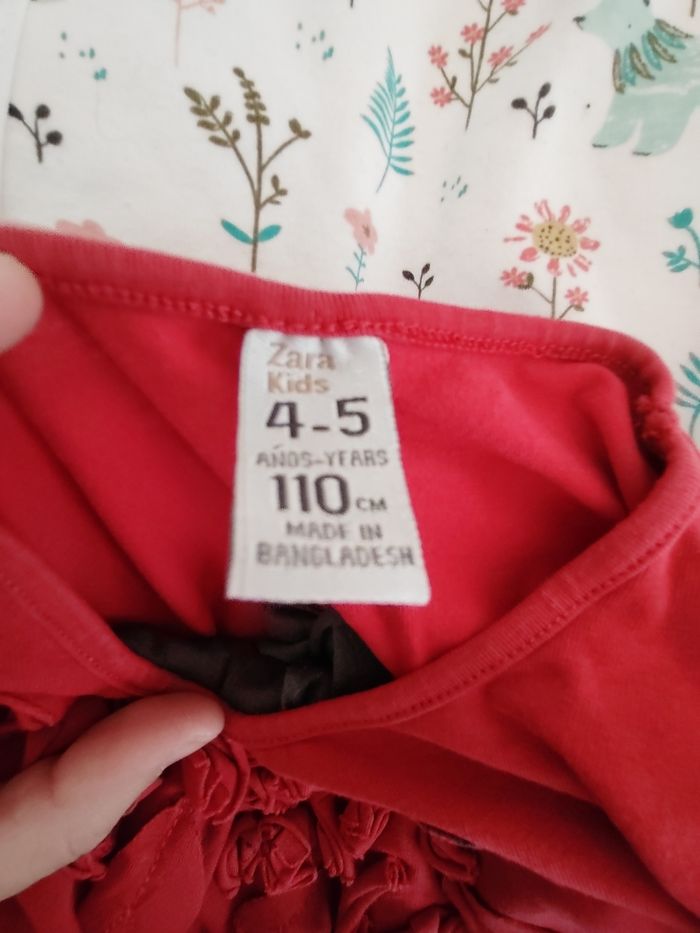 Zara
Kids
4-5
AÑOS-YEARS
110 CM
MADE IN
BANGLADESH